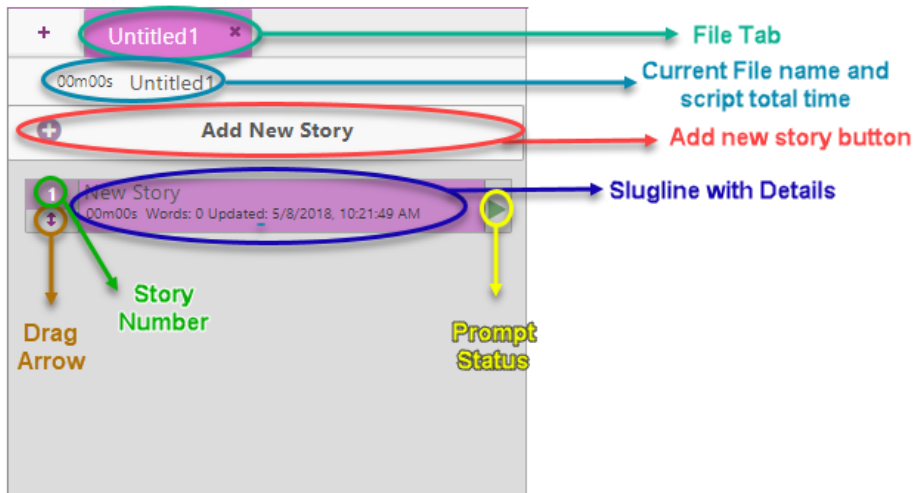 + Untitled1 × File Tab
00m00s Untitled1
Current File name and
script total time
Add New Story
Add new story button
1 New Story
00m00s Words: 0 Updated: 5/8/2018, 10:21:49 AM
Slugline with Details
Story
Number
Drag
Arrow
Prompt
Status